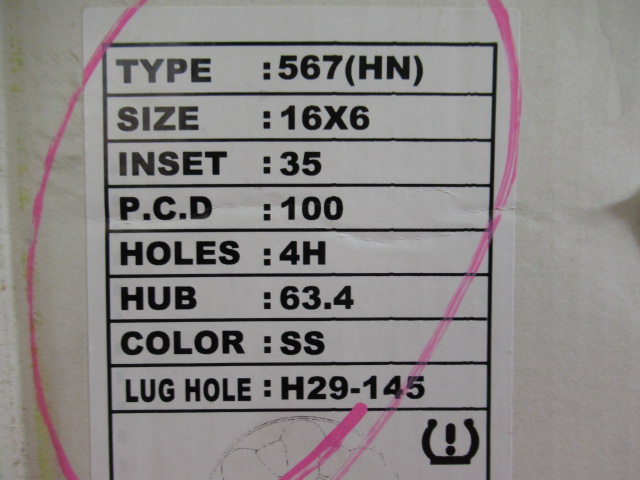 TYPE : 567(HN)
SIZE : 16X6
INSET : 35
P.C.D : 100
HOLES : 4H
HUB : 63.4
COLOR : SS
LUG HOLE : H29-145